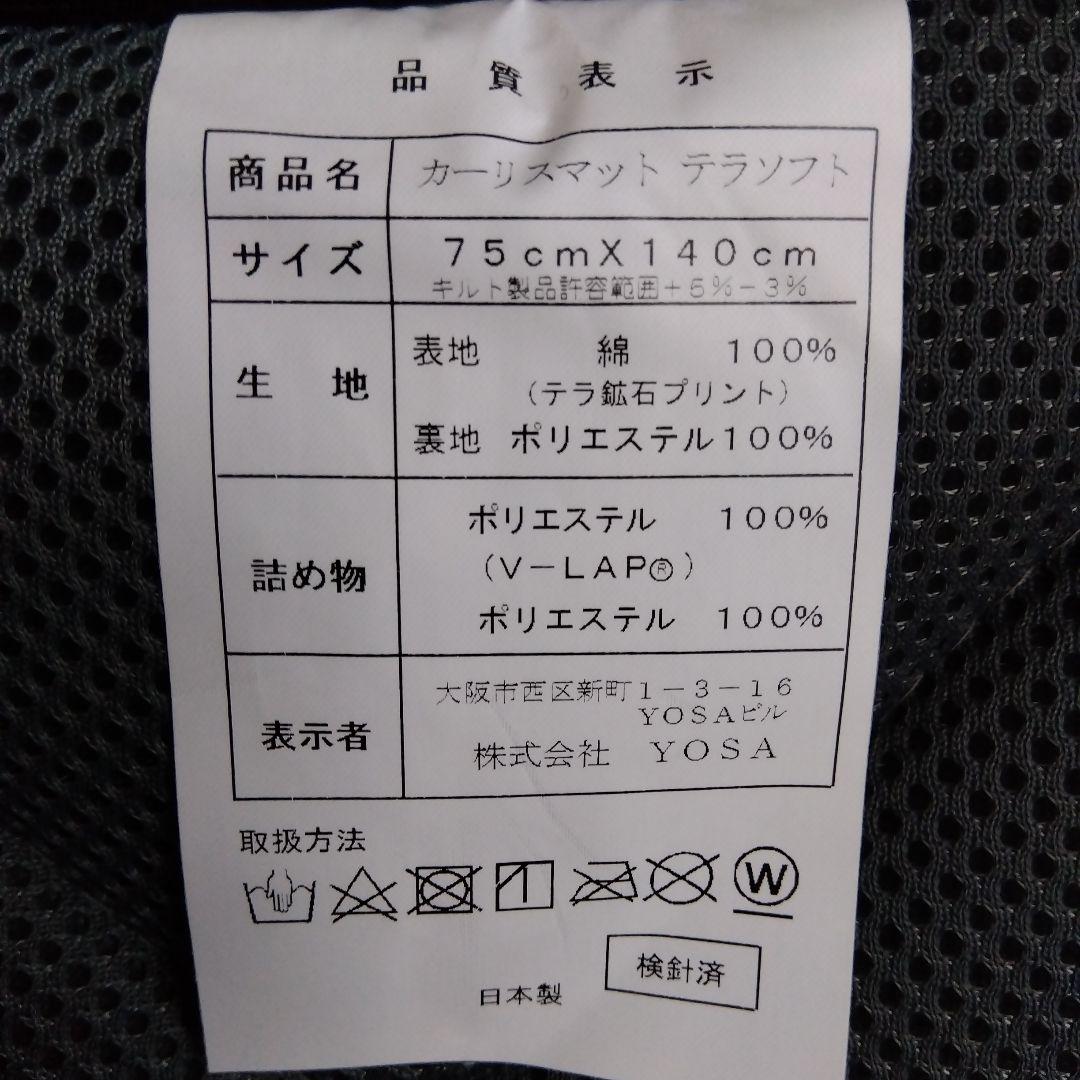 品質表示
商品名 カーリスマット テラソフト
サイズ 75cmX140cm
キルト製品許容範囲+5%-3%
生地 表地 綿 100%
(テラ鉱石プリント)
裏地 ポリエステル100%
詰め物 ポリエステル 100%
(V-LAP®)
ポリエステル 100%
表示者 大阪市西区新町1-3-16
YOSAビル
株式会社 YOSA
取扱方法
W
検針済
日本製